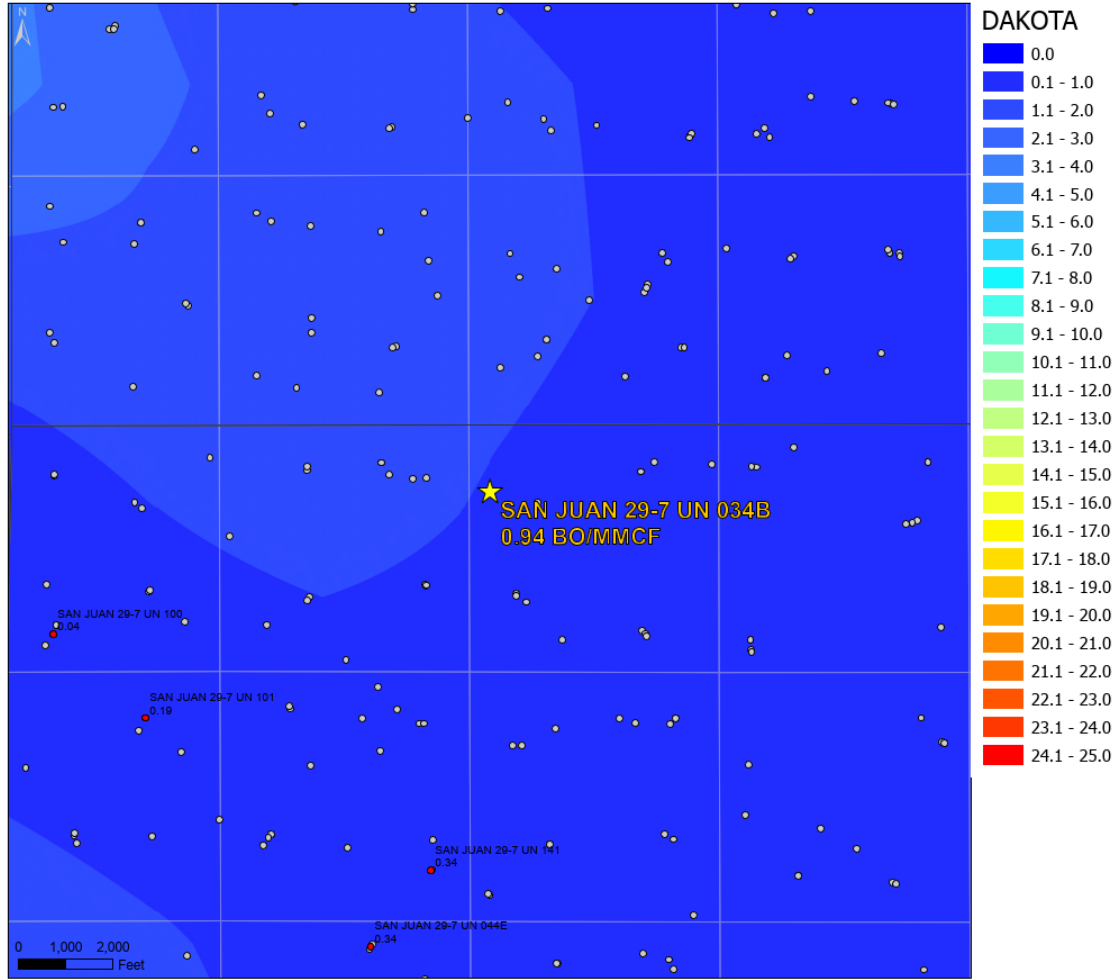 N
DAKOTA
0.0
0.1 - 1.0
1.1 - 2.0
2.1 - 3.0
3.1 - 4.0
4.1 - 5.0
5.1 - 6.0
6.1 - 7.0
7.1 - 8.0
8.1 - 9.0
9.1 - 10.0
10.1 - 11.0
11.1 - 12.0
12.1 - 13.0
13.1 - 14.0
14.1 - 15.0
15.1 - 16.0
16.1 - 17.0
17.1 - 18.0
18.1 - 19.0
19.1 - 20.0
20.1 - 21.0
21.1 - 22.0
22.1 - 23.0
23.1 - 24.0
24.1 - 25.0
SAN JUAN 29-7 UN 034B
0.94 BO/MMCF
SAN JUAN 29-7 UN 100
0.04
SAN JUAN 29-7 UN 101
0.19
SAN JUAN 29-7 UN 141
0.34
SAN JUAN 29-7 UN 044E
0.34
0 1,000 2,000
Feet